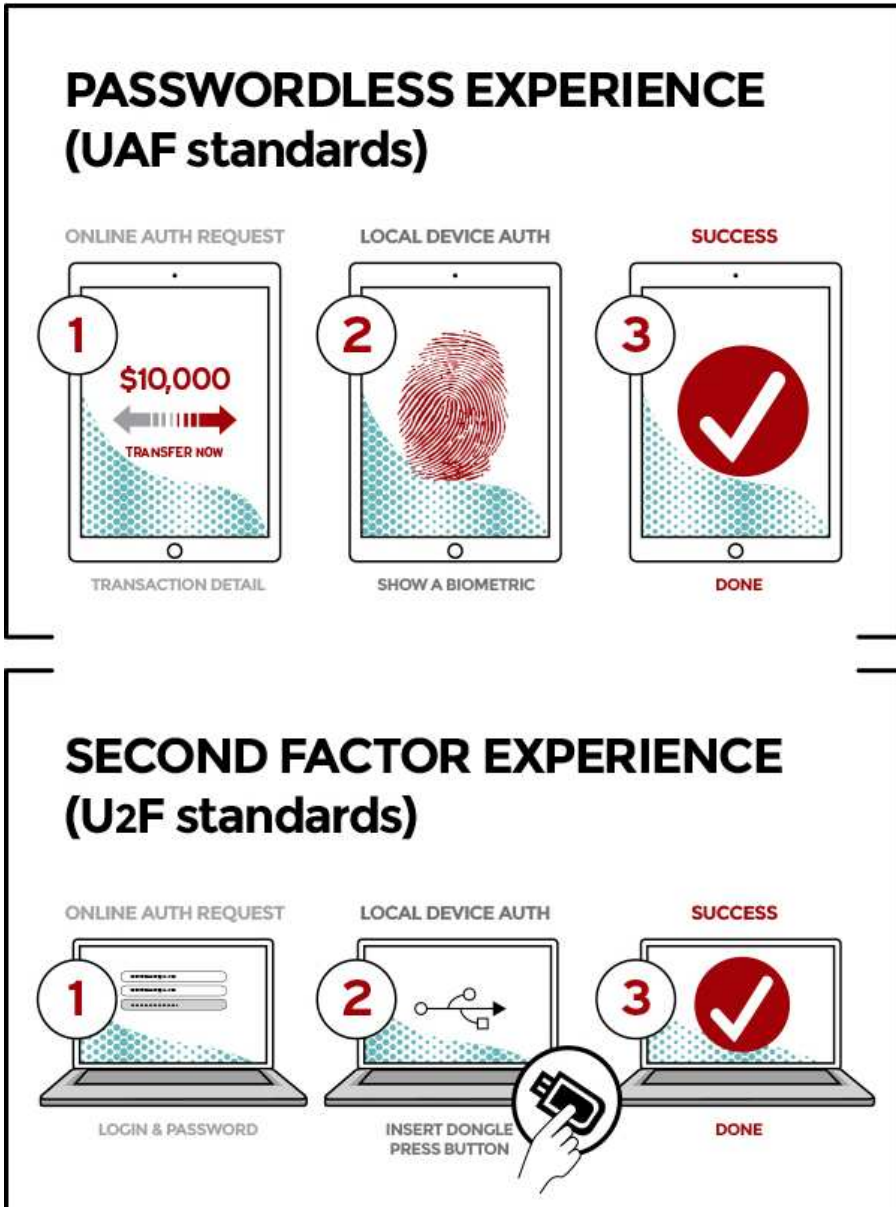 PASSWORDLESS EXPERIENCE
(UAF standards)
ONLINE AUTH REQUEST
LOCAL DEVICE AUTH
SUCCESS
1
2
3
$10,000
TRANSFER NOW
TRANSACTION DETAIL
SHOW A BIOMETRIC
DONE
SECOND FACTOR EXPERIENCE
(U2F standards)
ONLINE AUTH REQUEST
LOCAL DEVICE AUTH
SUCCESS
1
2
3
LOGIN & PASSWORD
INSERT DONGLE
PRESS BUTTON
DONE